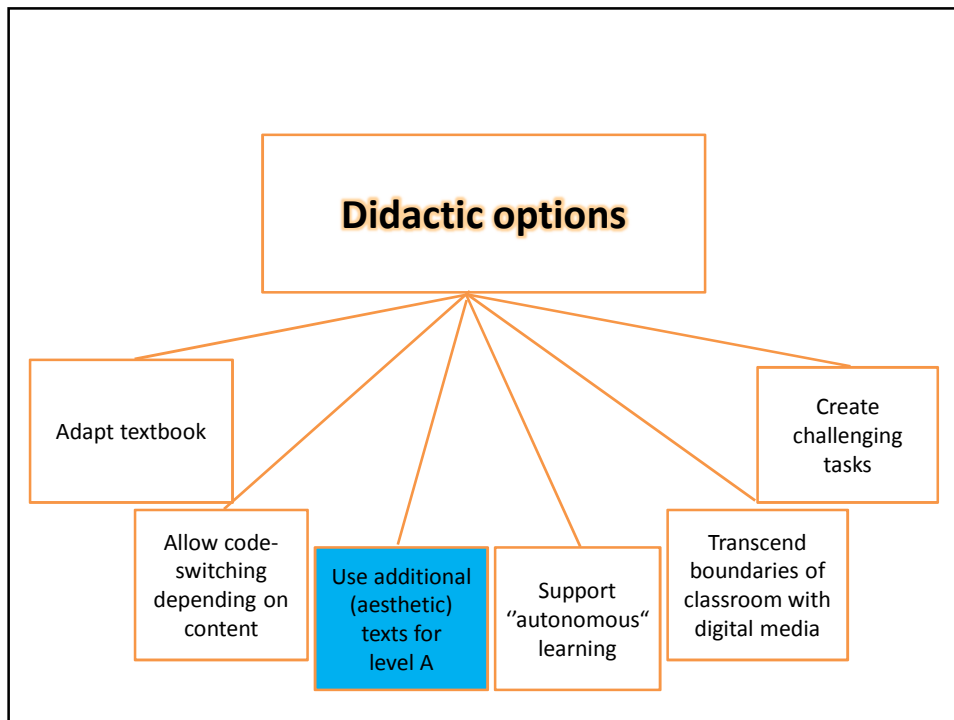 Didactic options
Adapt textbook
Allow code-
switching
depending on
content
Use additional
(aesthetic)
texts for
level A
Support
‘’autonomous“
learning
Transcend
boundaries of
classroom with
digital media
Create
challenging
tasks